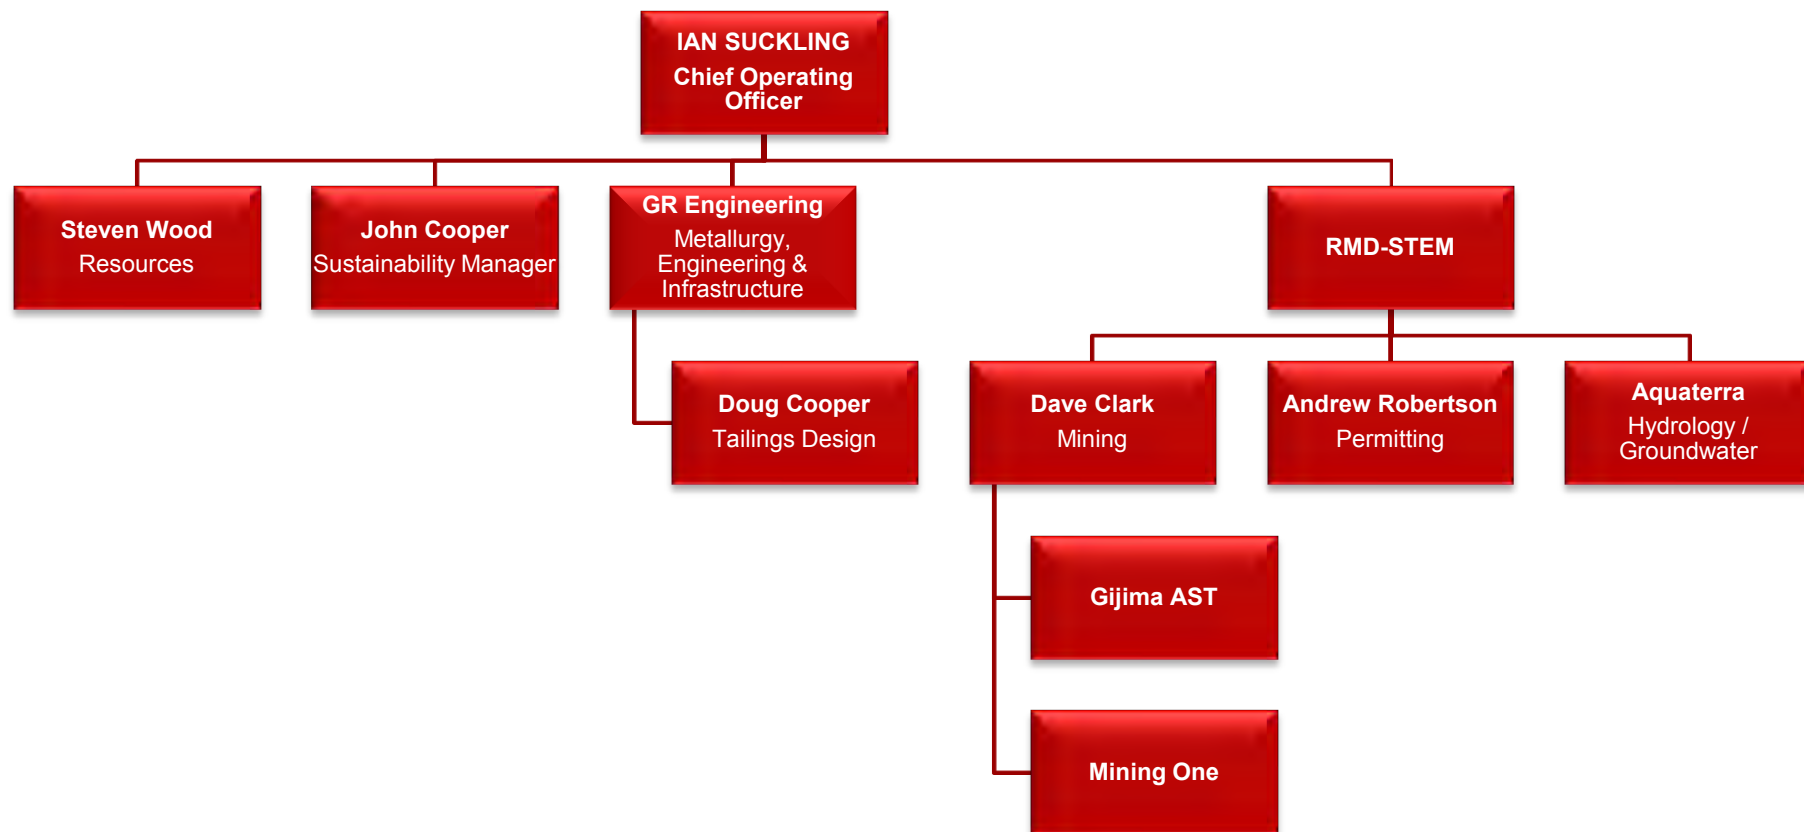 IAN SUCKLING
Chief Operating
Officer
Steven Wood
Resources
John Cooper
Sustainability Manager
GR Engineering
Metallurgy,
Engineering &
Infrastructure
RMD-STEM
Doug Cooper
Tailings Design
Dave Clark
Mining
Andrew Robertson
Permitting
Aquaterra
Hydrology /
Groundwater
Gijima AST
Mining One